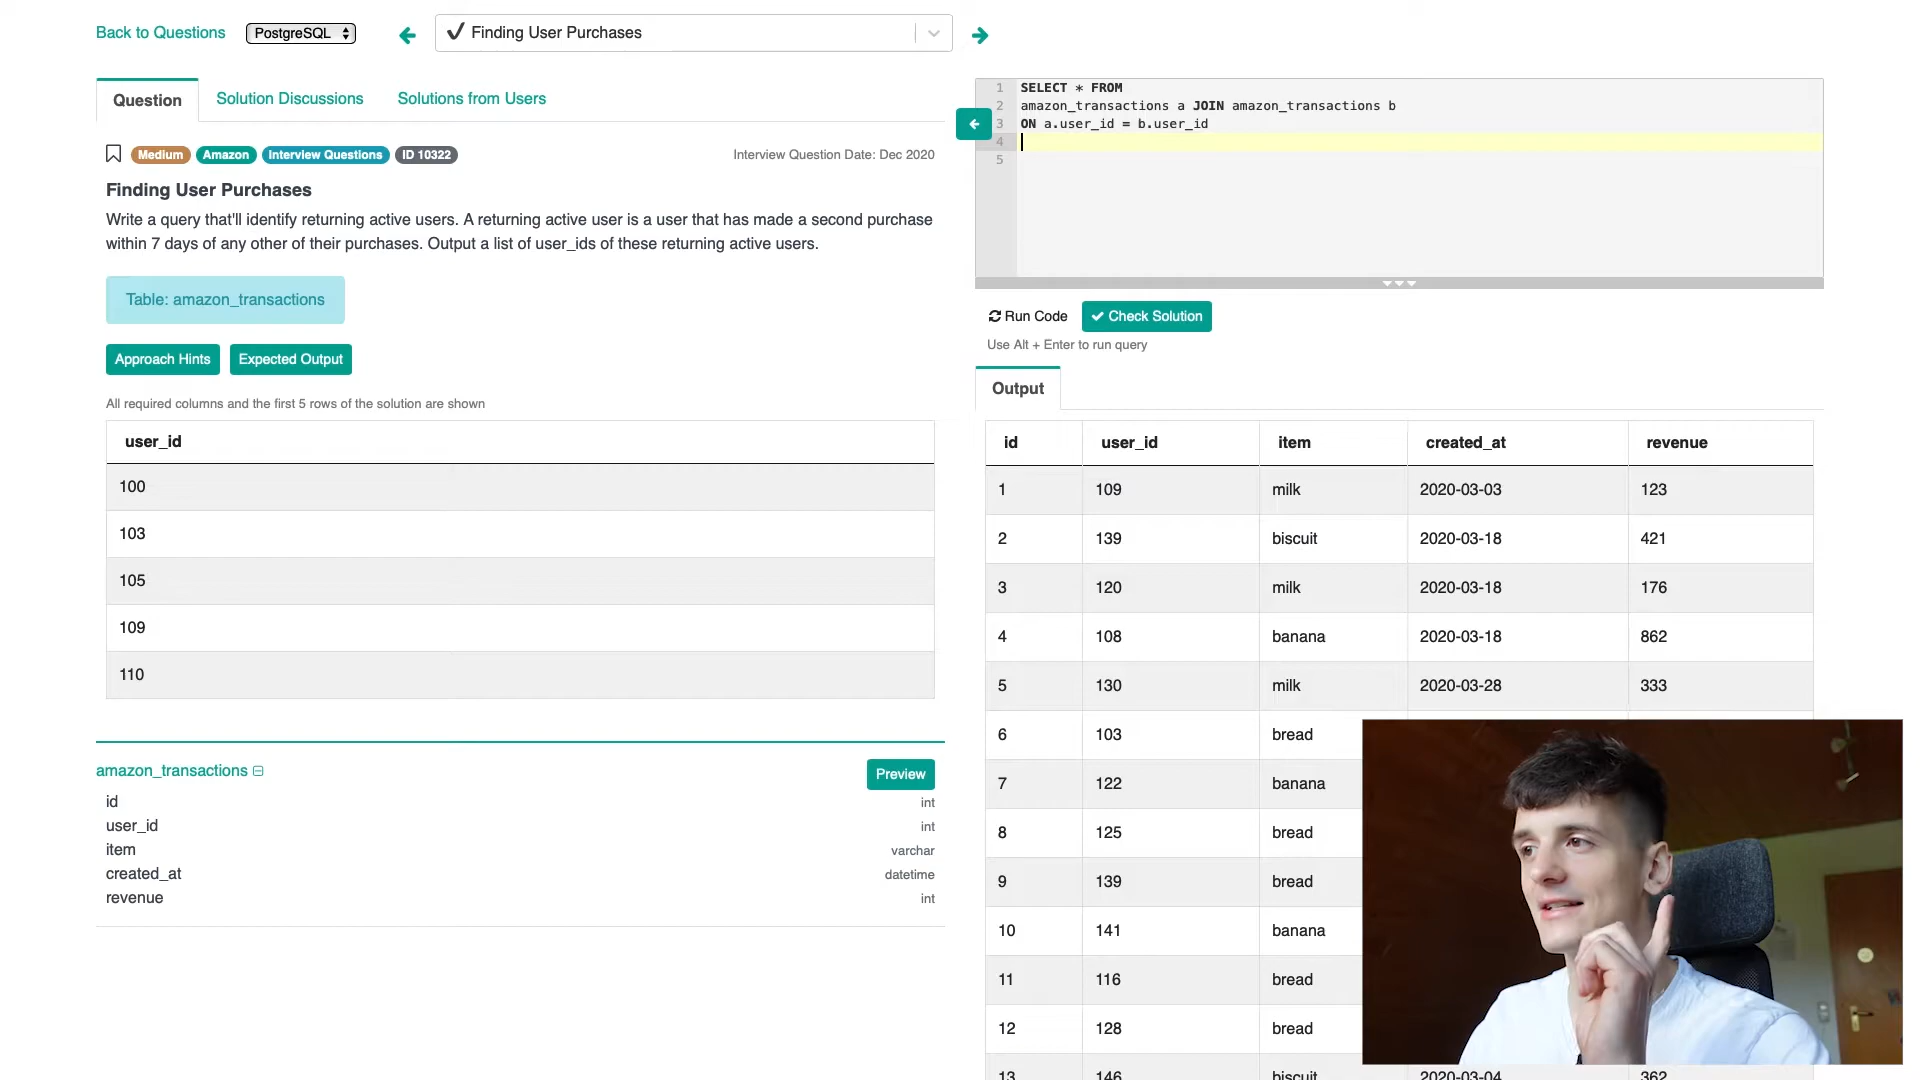 Back to Questions
PostgreSQL
Finding User Purchases
Question
Solution Discussions
Solutions from Users
Medium
Amazon
Interview Questions
ID 10322
Interview Question Date: Dec 2020
Finding User Purchases
Write a query that'll identify returning active users. A returning active user is a user that has made a second purchase
within 7 days of any other of their purchases. Output a list of user_ids of these returning active users.
Table: amazon_transactions
Approach Hints
Expected Output
All required columns and the first 5 rows of the solution are shown
user_id
100
103
105
109
110
amazon_transactions
Preview
id int
user_id int
item varchar
created_at datetime
revenue int
1 SELECT * FROM
2 amazon_transactions a JOIN amazon_transactions b
3 ON a.user_id = b.user_id
4
5
Run Code
Check Solution
Use Alt + Enter to run query
Output
id user_id item created_at revenue
1 109 milk 2020-03-03 123
2 139 biscuit 2020-03-18 421
3 120 milk 2020-03-18 176
4 108 banana 2020-03-18 862
5 130 milk 2020-03-28 333
6 103 bread
7 122 banana
8 125 bread
9 139 bread
10 141 banana
11 116 bread
12 128 bread
13 146 biscuit 2020-03-04 362